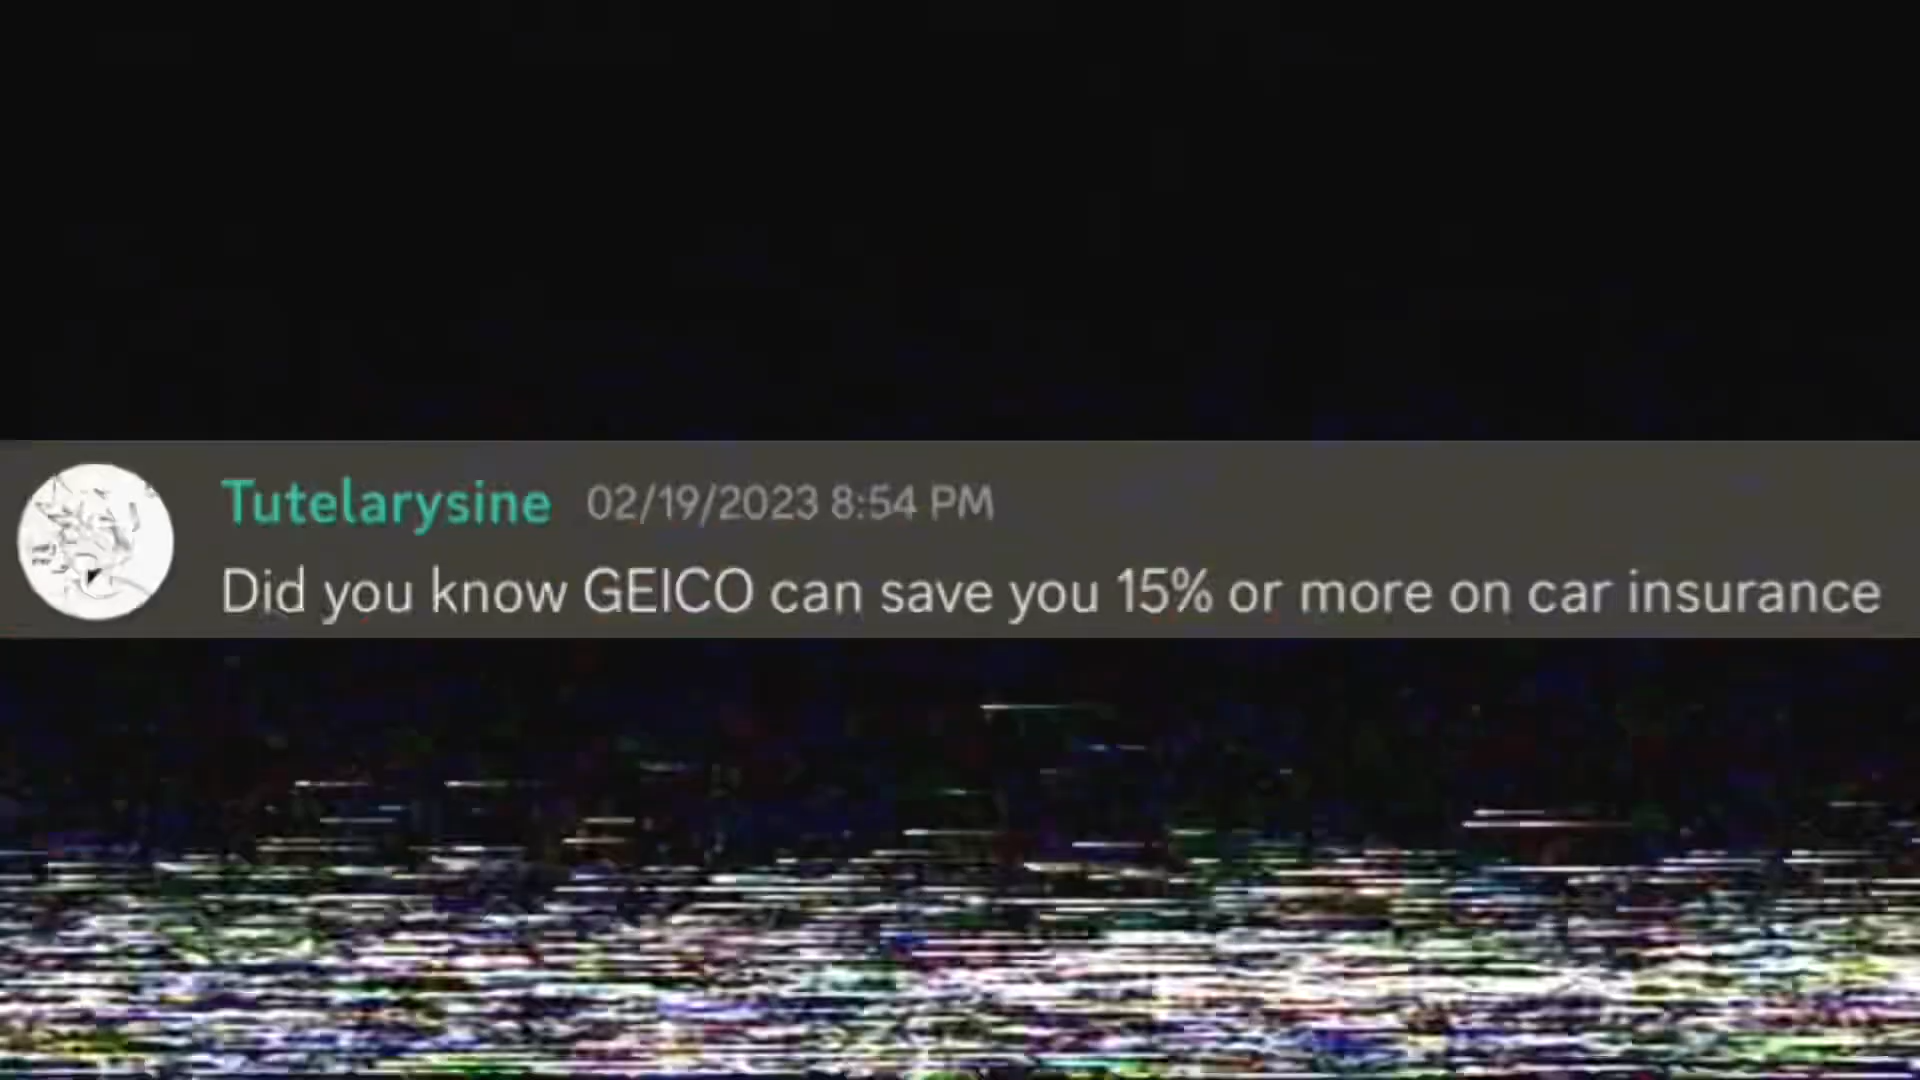 Tutelarysine 02/19/2023 8:54 PM
Did you know GEICO can save you 15% or more on car insurance